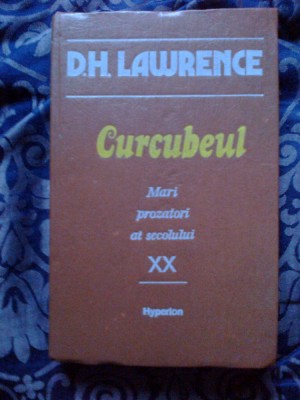 D.H. LAWRENCE
Curcubeul
Mari
prozatori
ai secolului
XX
Hyperion